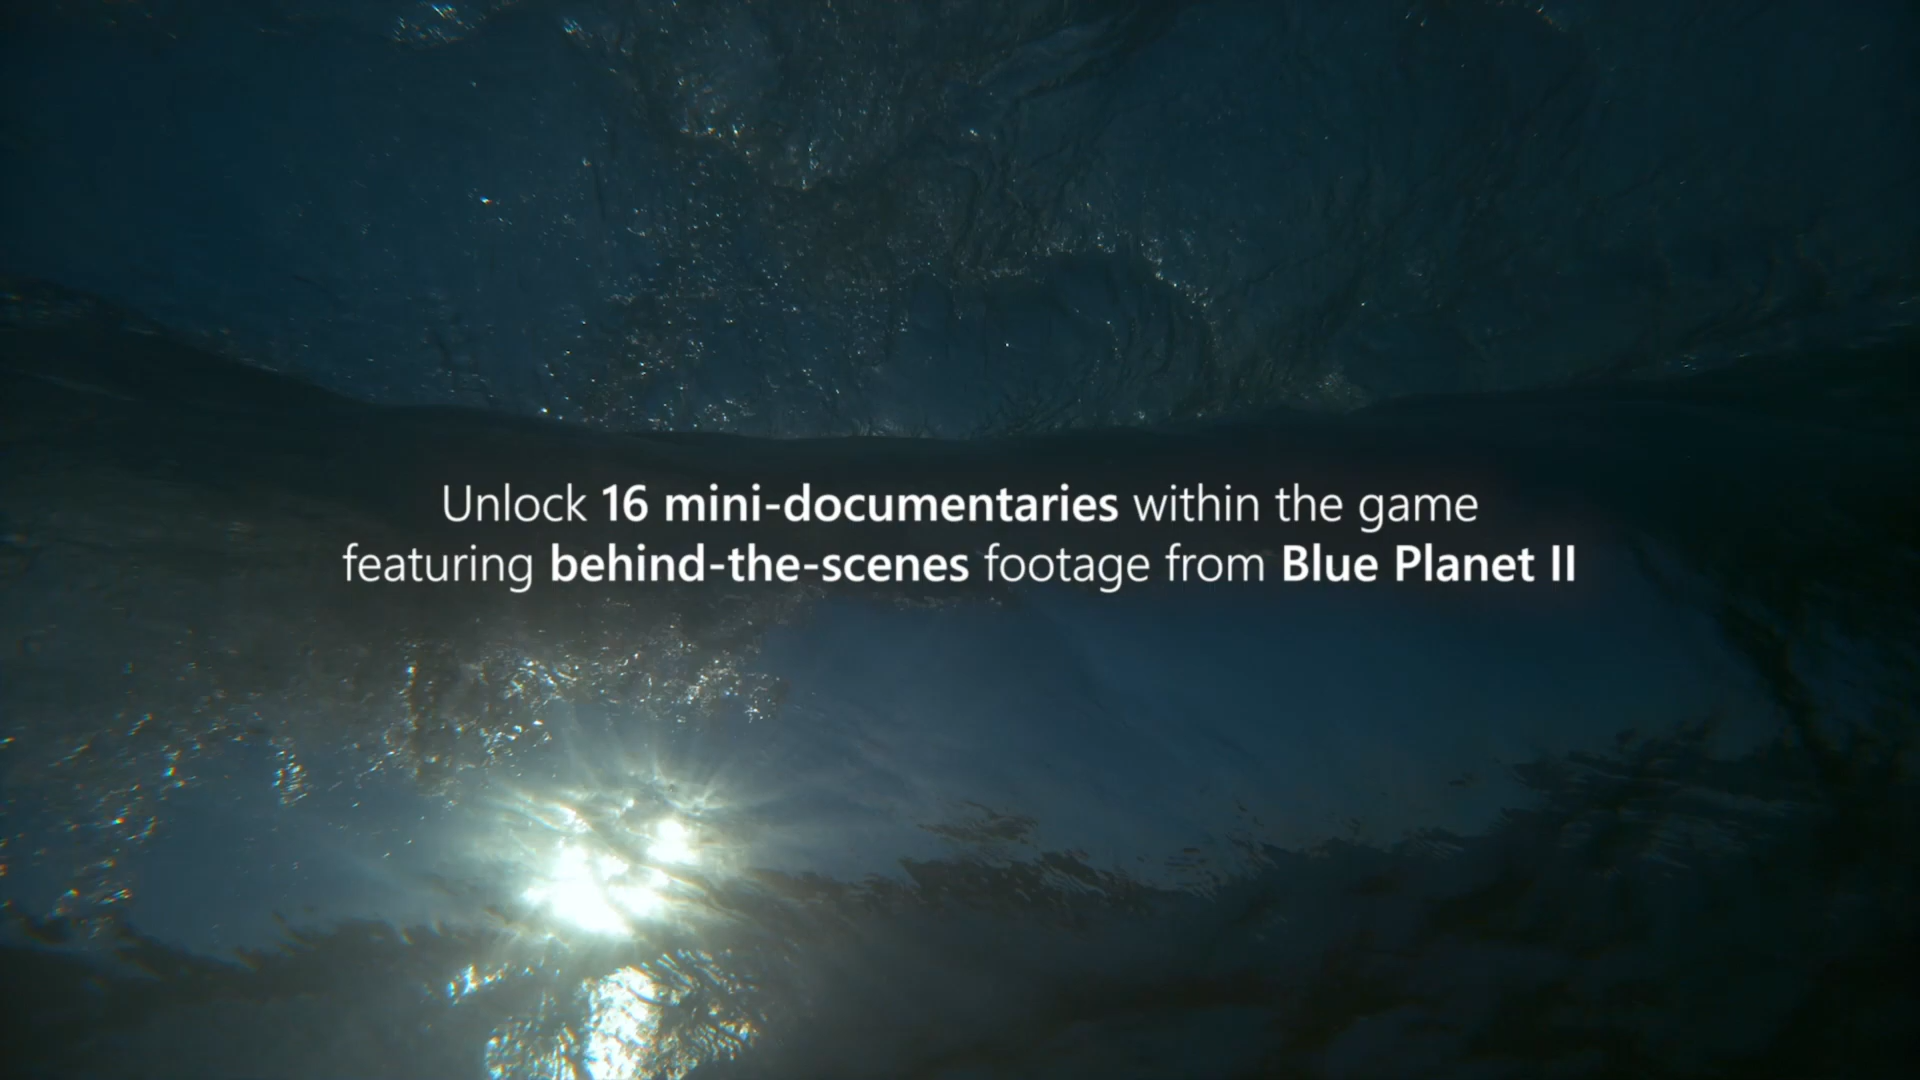 Unlock 16 mini-documentaries within the game
featuring behind-the-scenes footage from Blue Planet II